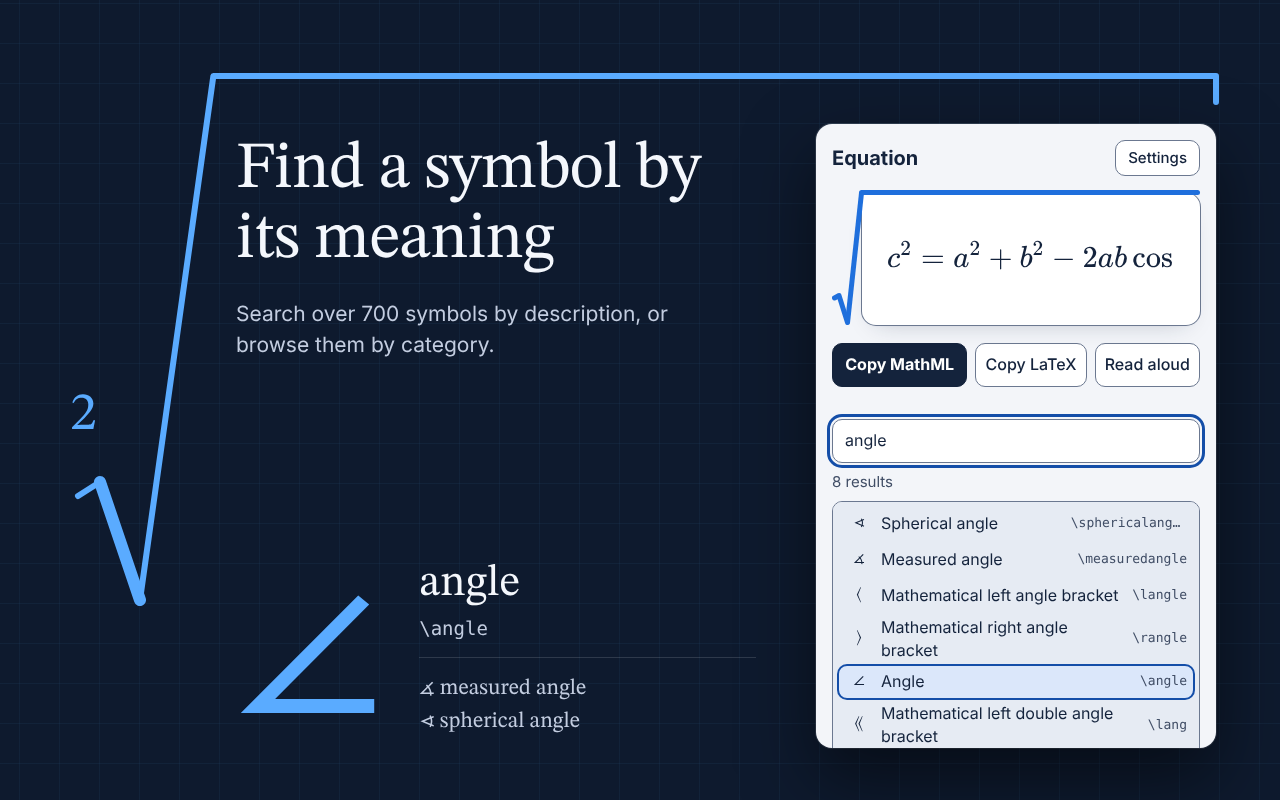 Find a symbol by
its meaning
Search over 700 symbols by description, or
browse them by category.
2
angle
\angle
∡ measured angle
∢ spherical angle
Equation
Settings
c² = a² + b² − 2ab cos
Copy MathML
Copy LaTeX
Read aloud
angle
8 results
∢ Spherical angle \sphericalang…
∡ Measured angle \measuredangle
⟨ Mathematical left angle bracket \langle
⟩ Mathematical right angle
bracket \rangle
∠ Angle \angle
⟪ Mathematical left double angle
bracket \lang